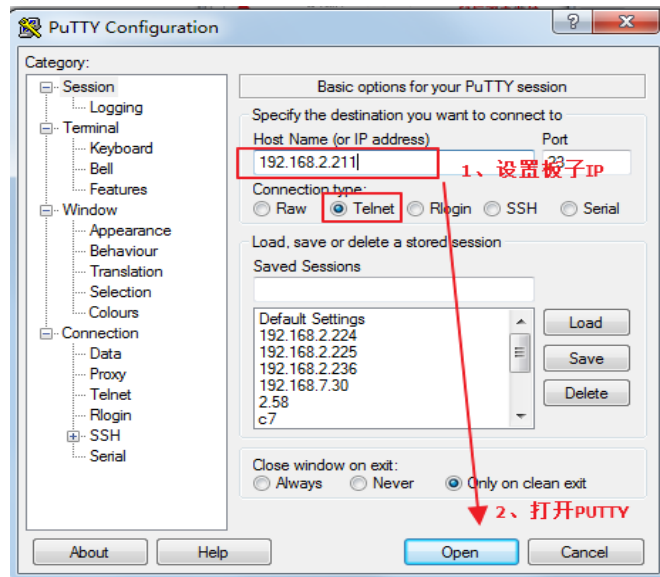 PuTTY Configuration
Category:
Session
Logging
Terminal
Keyboard
Bell
Features
Window
Appearance
Behaviour
Translation
Selection
Colours
Connection
Data
Proxy
Telnet
Rlogin
SSH
Serial
Basic options for your PuTTY session
Specify the destination you want to connect to
Host Name (or IP address) Port
192.168.2.211 23
1、设置板子IP
Connection type:
Raw Telnet Rlogin SSH Serial
Load, save or delete a stored session
Saved Sessions
Default Settings
192.168.2.224
192.168.2.225
192.168.2.236
192.168.7.30
2.58
c7
Load
Save
Delete
Close window on exit:
Always Never Only on clean exit
2、打开PUTTY
About Help Open Cancel